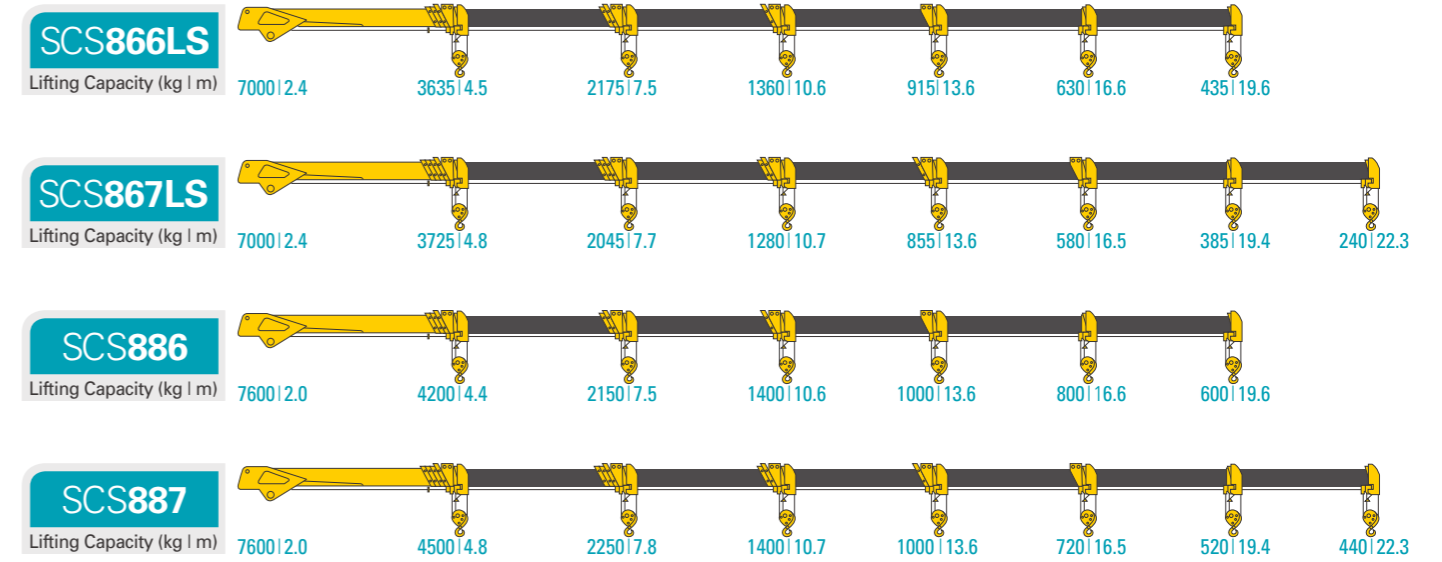 SCS866LS
Lifting Capacity (kg | m) 7000|2.4 3635|4.5 2175|7.5 1360|10.6 915|13.6 630|16.6 435|19.6
SCS867LS
Lifting Capacity (kg | m) 7000|2.4 3725|4.8 2045|7.7 1280|10.7 855|13.6 580|16.5 385|19.4 240|22.3
SCS886
Lifting Capacity (kg | m) 7600|2.0 4200|4.4 2150|7.5 1400|10.6 1000|13.6 800|16.6 600|19.6
SCS887
Lifting Capacity (kg | m) 7600|2.0 4500|4.8 2250|7.8 1400|10.7 1000|13.6 720|16.5 520|19.4 440|22.3